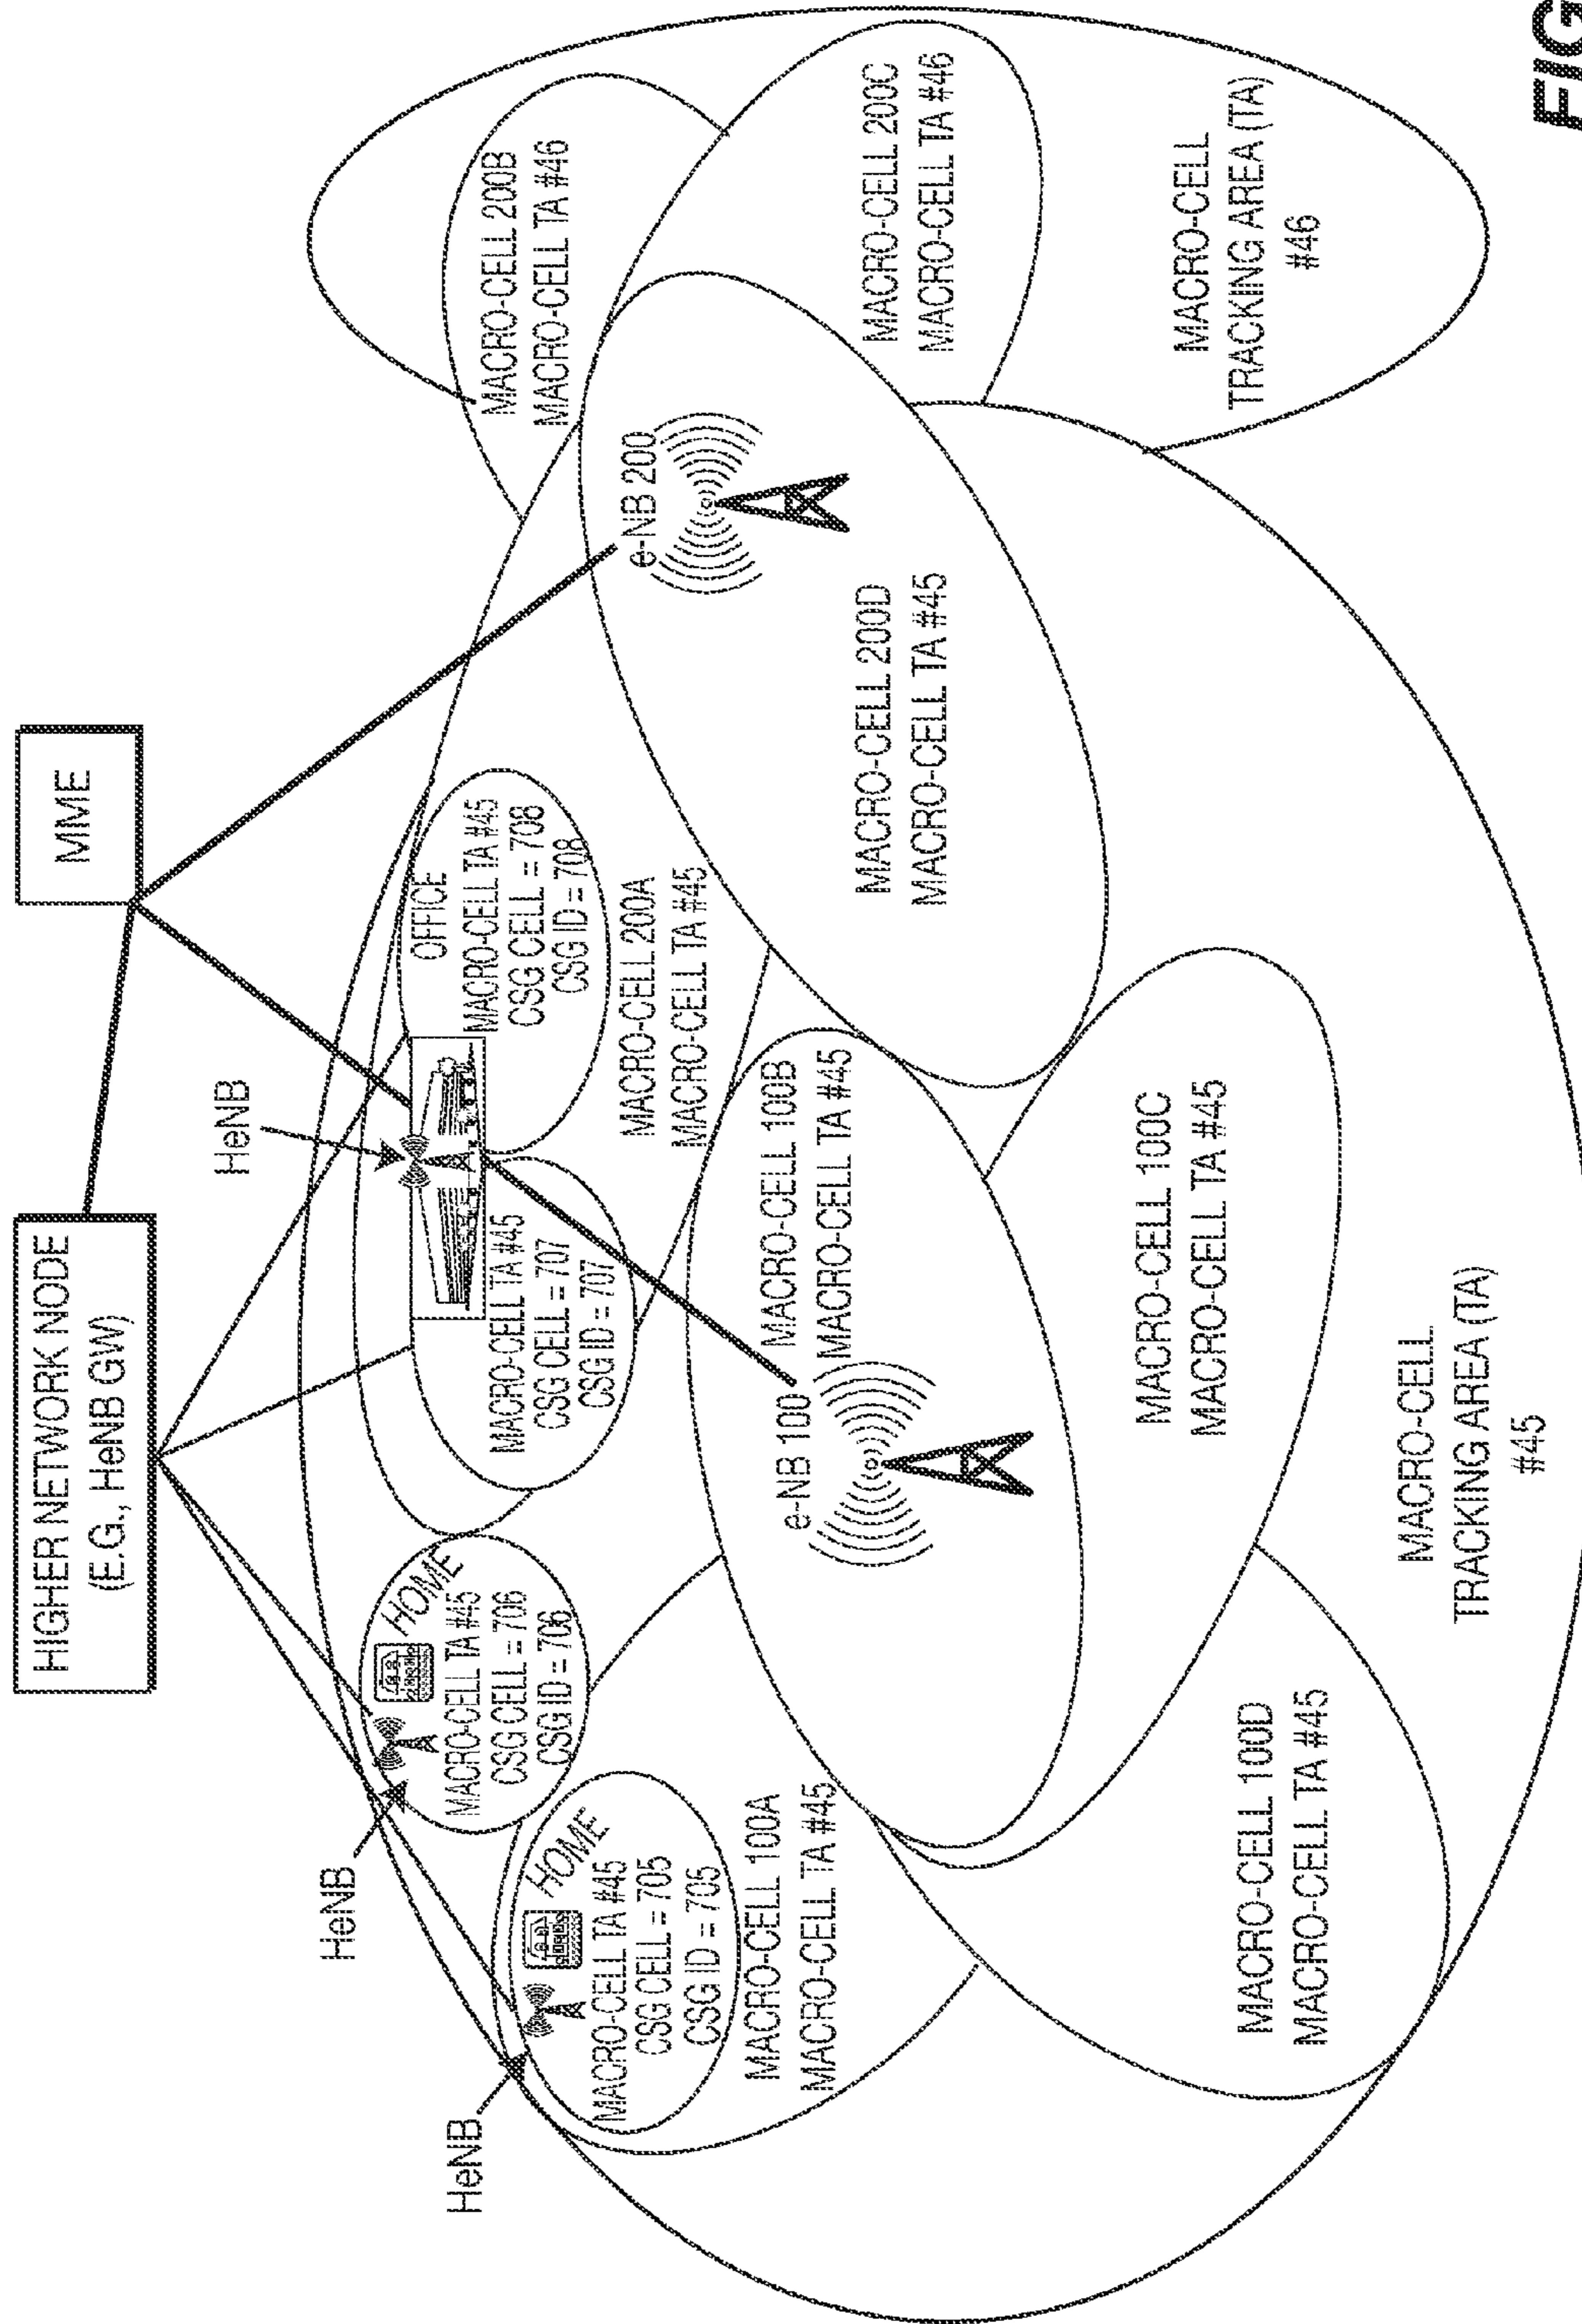 HIGHER NETWORK NODE
(E.G., HeNB GW)
MME
HeNB
HeNB
HeNB
HOME
MACRO-CELL TA #45
CSG CELL = 705
CSG ID = 705
HOME
MACRO-CELL TA #45
CSG CELL = 706
CSG ID = 706
MACRO-CELL TA #45
CSG CELL = 707
CSG ID = 707
OFFICE
MACRO-CELL TA #45
CSG CELL = 708
CSG ID = 708
MACRO-CELL 200A
MACRO-CELL TA #45
MACRO-CELL 200B
MACRO-CELL TA #46
e-NB 200
MACRO-CELL 200C
MACRO-CELL TA #46
MACRO-CELL 200D
MACRO-CELL TA #45
MACRO-CELL
TRACKING AREA (TA)
#46
MACRO-CELL 100A
MACRO-CELL TA #45
e-NB 100
MACRO-CELL 100B
MACRO-CELL TA #45
MACRO-CELL 100C
MACRO-CELL TA #45
MACRO-CELL 100D
MACRO-CELL TA #45
MACRO-CELL
TRACKING AREA (TA)
#45
FIG